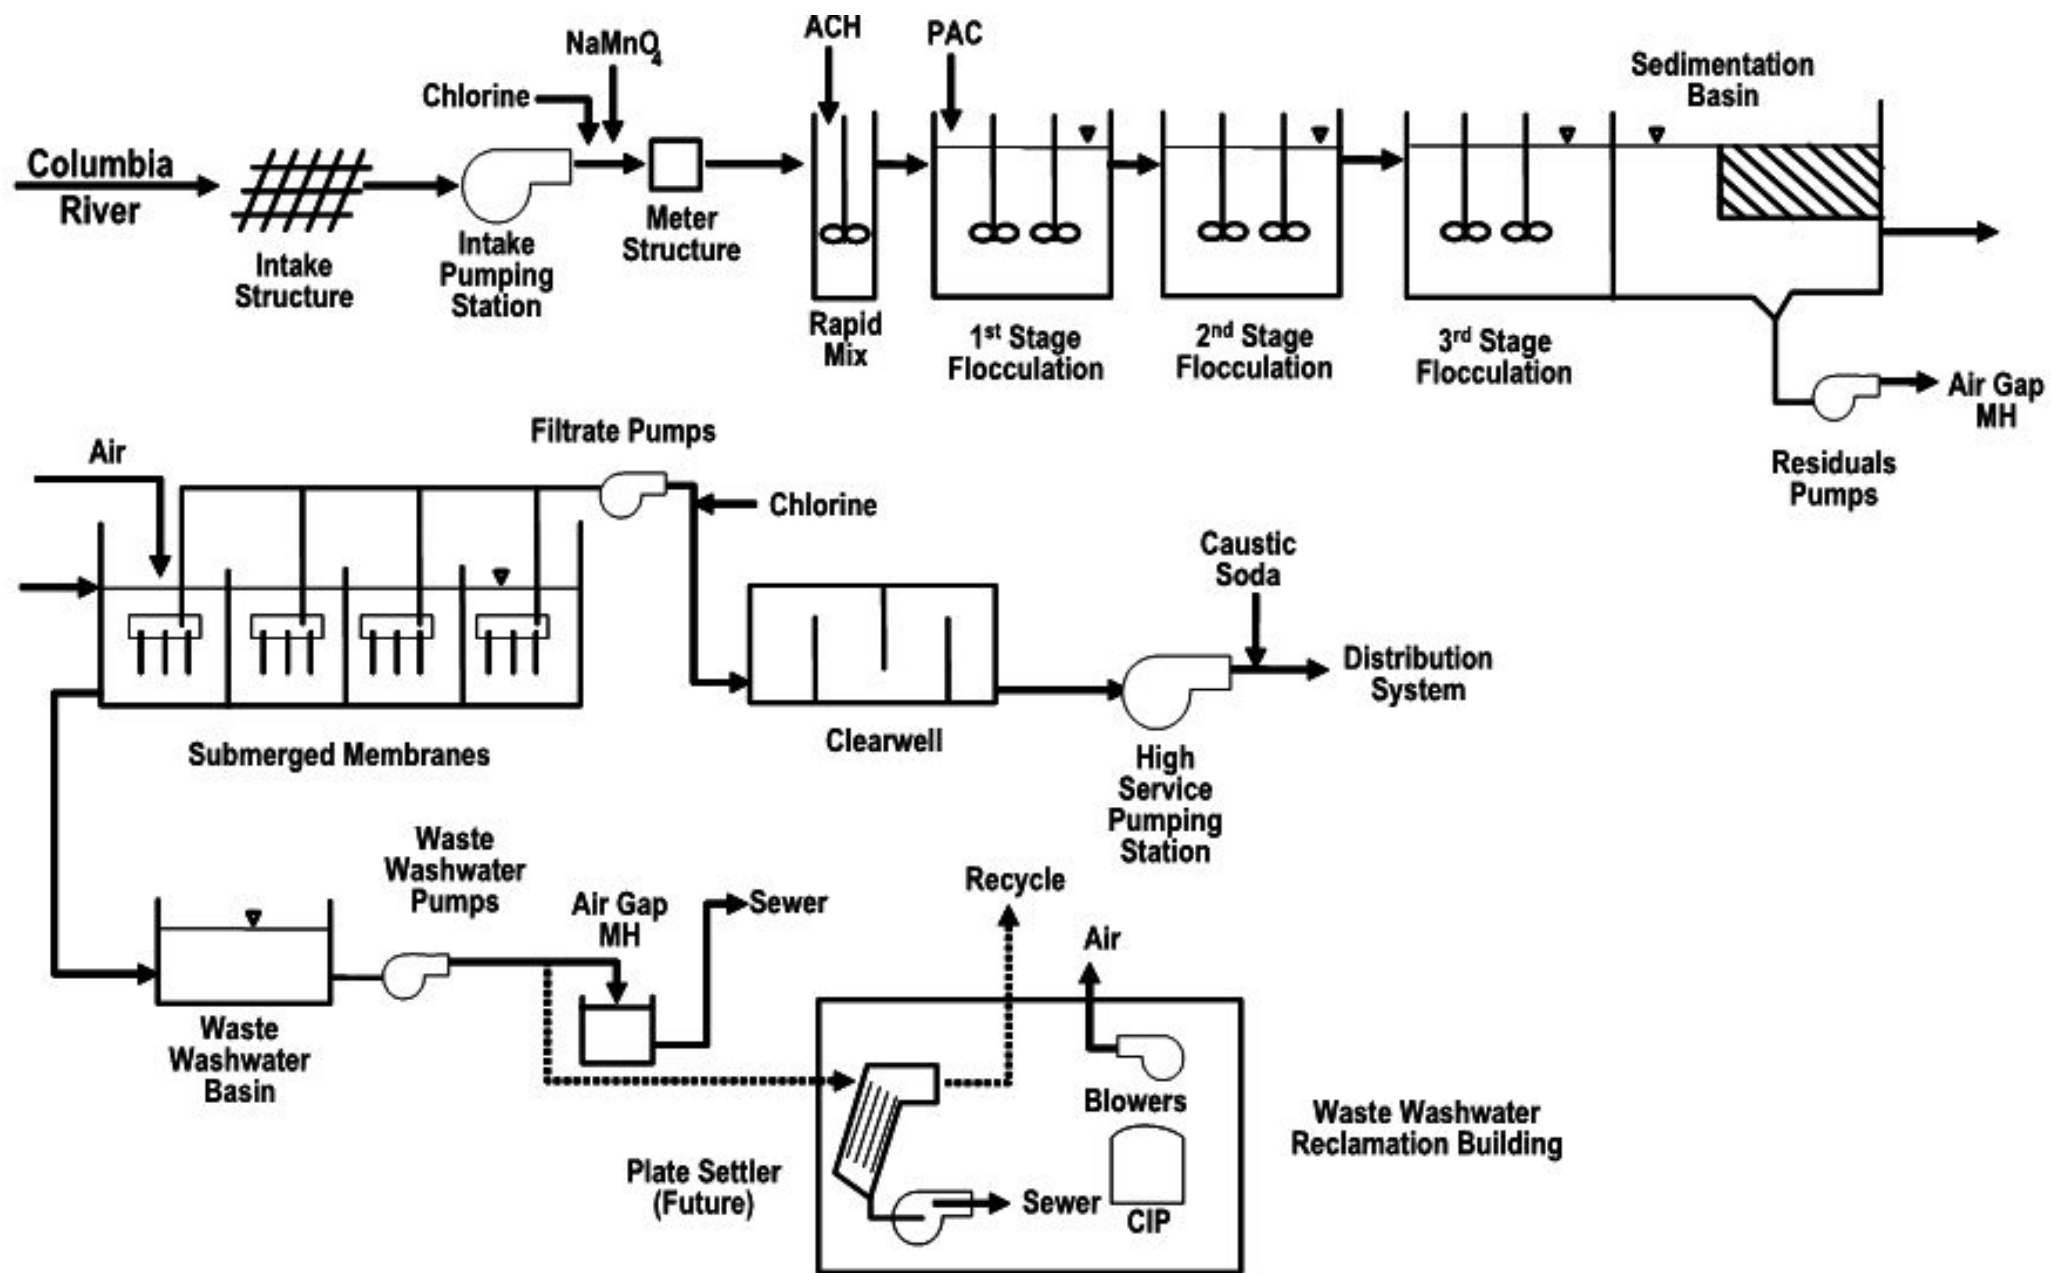 ACH
PAC
NaMnO4
Chlorine
Sedimentation
Basin
Columbia
River
Intake
Structure
Intake
Pumping
Station
Meter
Structure
Rapid
Mix
1st Stage
Flocculation
2nd Stage
Flocculation
3rd Stage
Flocculation
Air Gap
MH
Residuals
Pumps
Air
Filtrate Pumps
Chlorine
Caustic
Soda
Distribution
System
Submerged Membranes
Clearwell
High
Service
Pumping
Station
Waste
Washwater
Pumps
Air Gap
MH
Sewer
Recycle
Air
Waste
Washwater
Basin
Blowers
Waste Washwater
Reclamation Building
Plate Settler
(Future)
Sewer
CIP